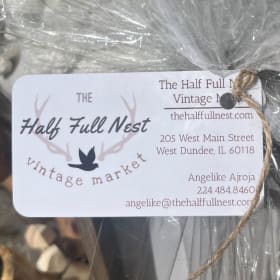 THE
Half Full Nest
vintage market
The Half Full Nest
Vintage
thehalffullnest.com
205 West Main Street
West Dundee, IL 60118
Angelike Ajroja
224.484.8460
angelike@thehalffullnest.com